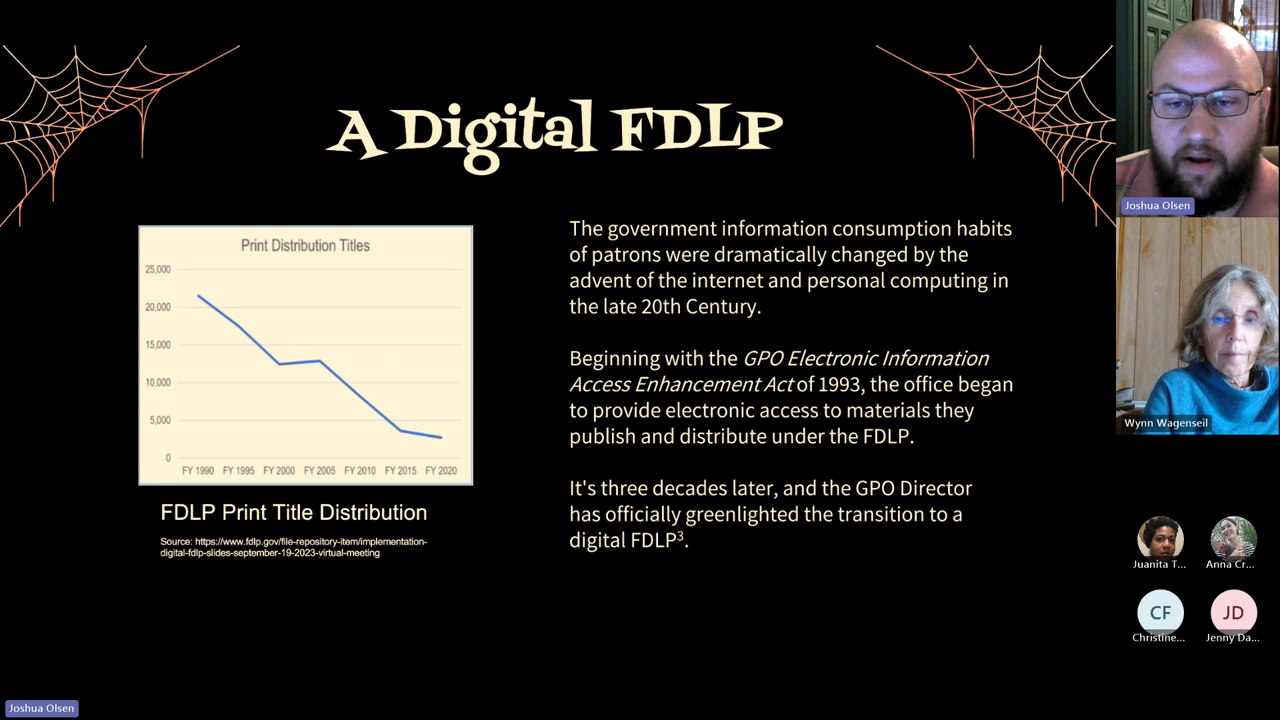 A Digital FDLP
Print Distribution Titles
25,000
20,000
15,000
10,000
5,000
0
FY 1990 FY 1995 FY 2000 FY 2005 FY 2010 FY 2015 FY 2020
FDLP Print Title Distribution
Source: https://www.fdlp.gov/file-repository-item/implementation-
digital-fdlp-slides-september-19-2023-virtual-meeting
The government information consumption habits
of patrons were dramatically changed by the
advent of the internet and personal computing in
the late 20th Century.
Beginning with the GPO Electronic Information
Access Enhancement Act of 1993, the office began
to provide electronic access to materials they
publish and distribute under the FDLP.
It's three decades later, and the GPO Director
has officially greenlighted the transition to a
digital FDLP³.
Joshua Olsen
Wynn Wagenseil
Juanita T... Anna Cr...
CF JD
Christine... Jenny Da...
Joshua Olsen